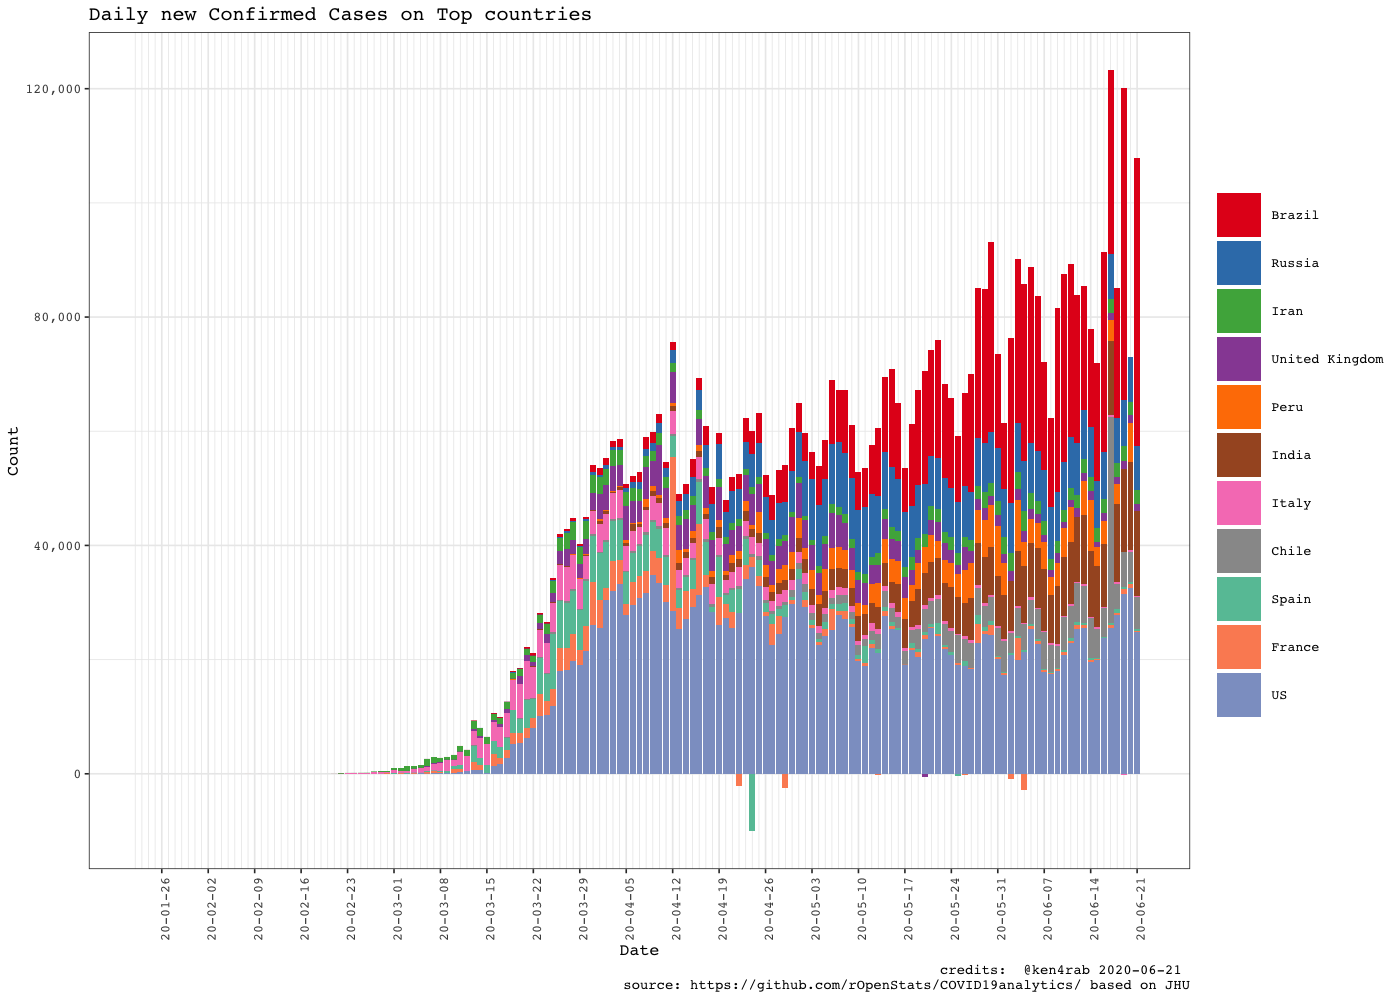 Daily new Confirmed Cases on Top countries
120,000
80,000
40,000
0
Count
20-01-26
20-02-02
20-02-09
20-02-16
20-02-23
20-03-01
20-03-08
20-03-15
20-03-22
20-03-29
20-04-05
20-04-12
20-04-19
20-04-26
20-05-03
20-05-10
20-05-17
20-05-24
20-05-31
20-06-07
20-06-14
20-06-21
Date
Brazil
Russia
Iran
United Kingdom
Peru
India
Italy
Chile
Spain
France
US
credits: @ken4rab 2020-06-21
source: https://github.com/rOpenStats/COVID19analytics/ based on JHU